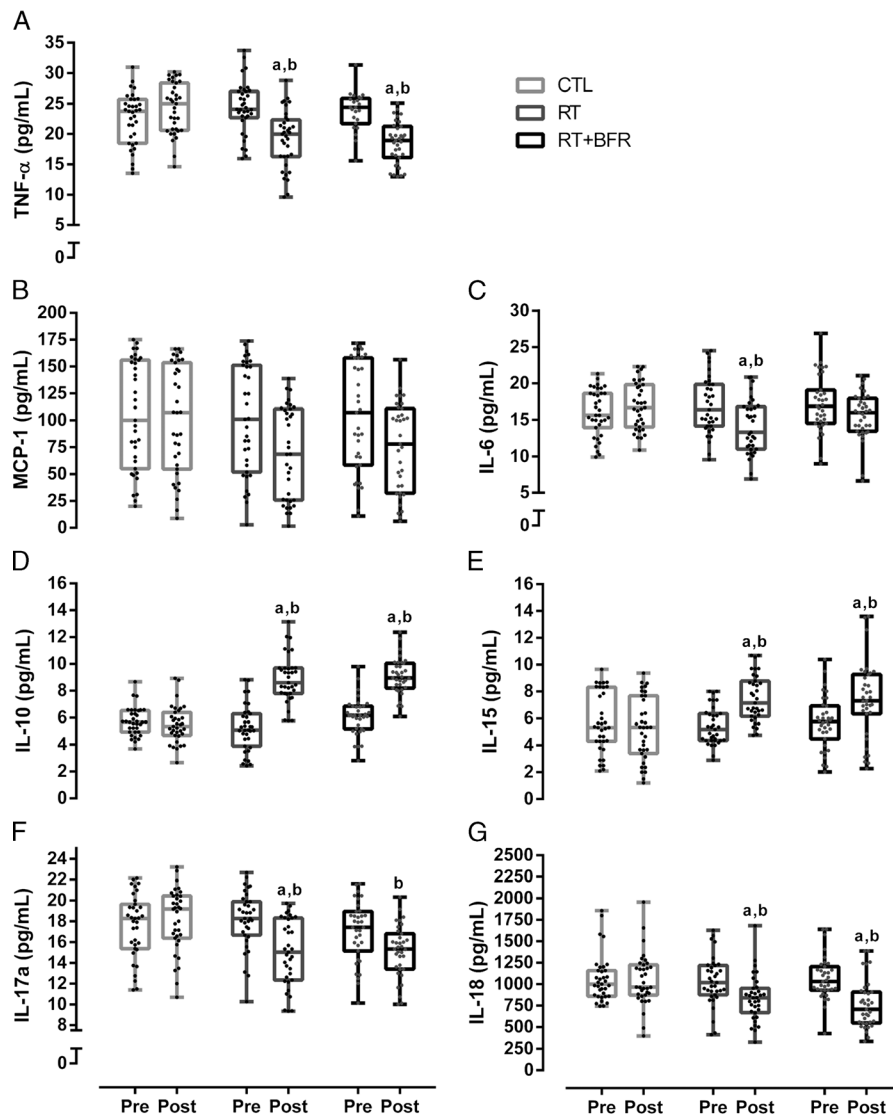 A
TNF-α (pg/mL)
35
30
25
20
15
10
5
0
a,b
a,b
CTL
RT
RT+BFR
B
MCP-1 (pg/mL)
200
175
150
125
100
75
50
25
0
C
IL-6 (pg/mL)
30
25
20
15
10
5
0
a,b
D
IL-10 (pg/mL)
16
14
12
10
8
6
4
2
0
a,b
a,b
E
IL-15 (pg/mL)
16
14
12
10
8
6
4
2
0
a,b
a,b
F
IL-17a (pg/mL)
24
22
20
18
16
14
12
10
8
0
a,b
b
Pre Post Pre Post Pre Post
G
IL-18 (pg/mL)
2500
2250
2000
1750
1500
1250
1000
750
500
250
0
a,b
a,b
Pre Post Pre Post Pre Post